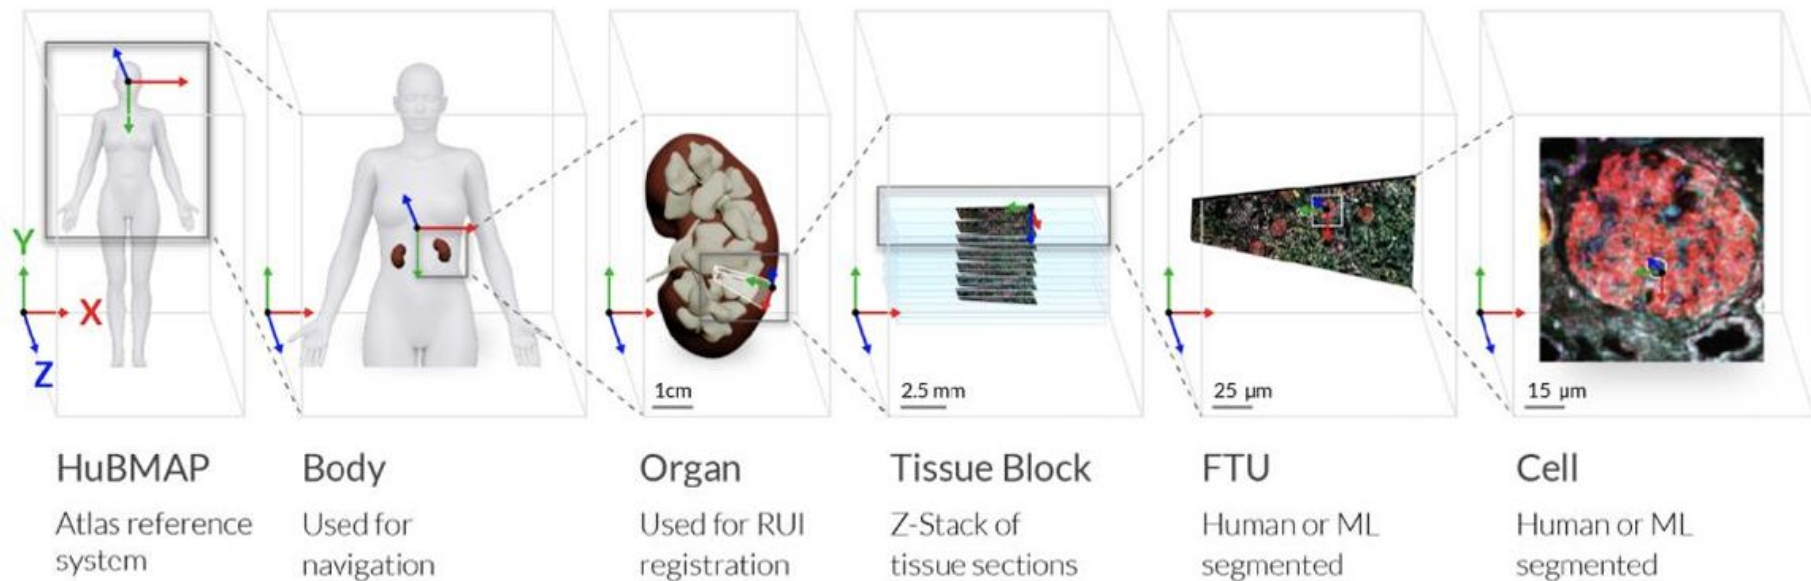 Y
X
Z
1cm
2.5 mm
25 µm
15 µm
HuBMAP
Atlas reference
system
Body
Used for
navigation
Organ
Used for RUI
registration
Tissue Block
Z-Stack of
tissue sections
FTU
Human or ML
segmented
Cell
Human or ML
segmented